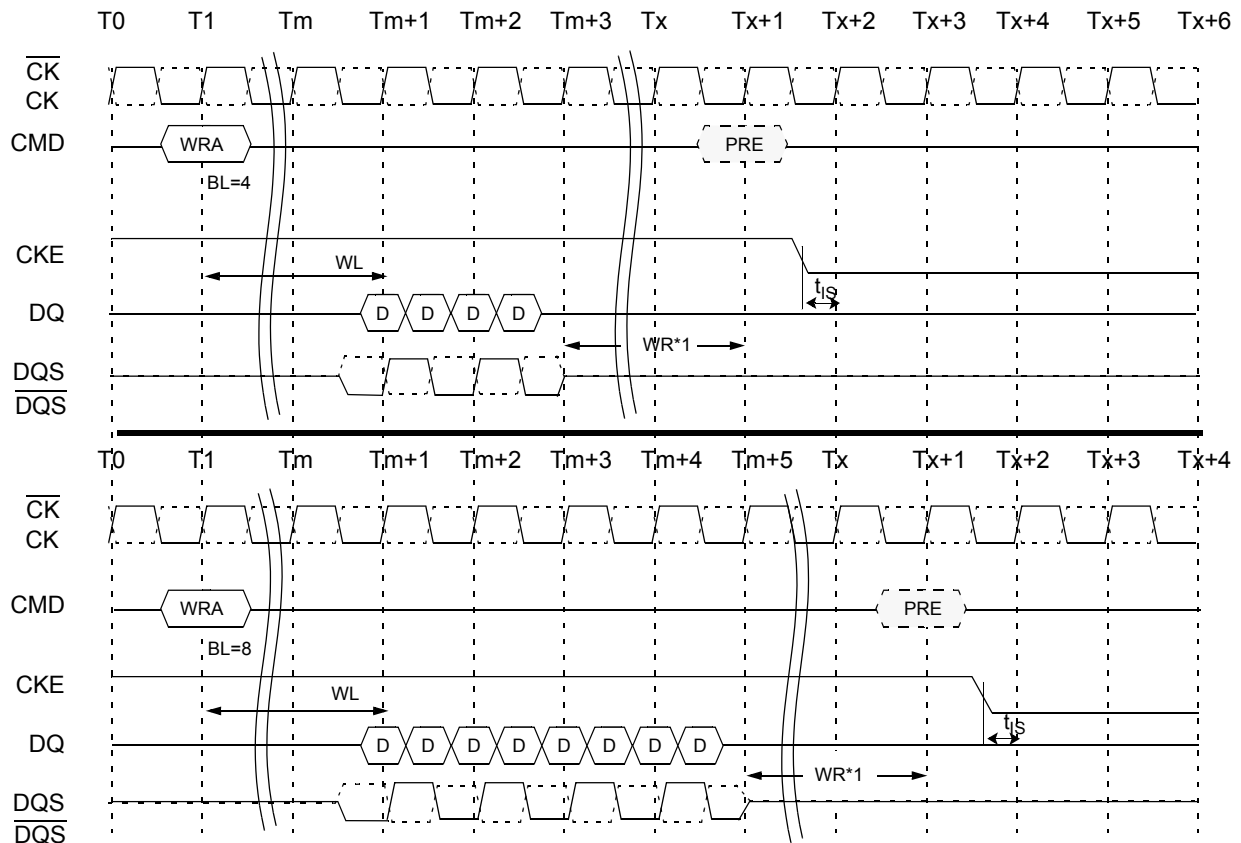 T0 T1 Tm Tm+1 Tm+2 Tm+3 Tx Tx+1 Tx+2 Tx+3 Tx+4 Tx+5 Tx+6
CK
CK
CMD WRA PRE
BL=4
CKE
WL
tIS
DQ D D D D
WR*1
DQS
DQS
T0 T1 Tm Tm+1 Tm+2 Tm+3 Tm+4 Tm+5 Tx Tx+1 Tx+2 Tx+3 Tx+4
CK
CK
CMD WRA PRE
BL=8
CKE
WL
tIS
DQ D D D D D D D D
WR*1
DQS
DQS